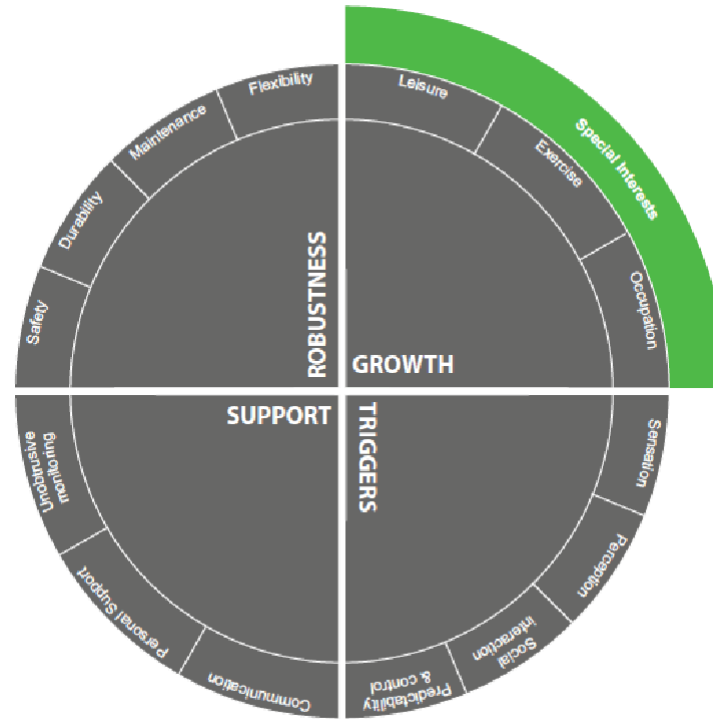 Flexibility
Maintenance
Durability
Safety
ROBUSTNESS
Leisure
Exercise
Occupation
Special Interests
GROWTH
SUPPORT
Unobtrusive
monitoring
Personal Support
Communication
TRIGGERS
Sensation
Perception
Social
interaction
Predictability
& control